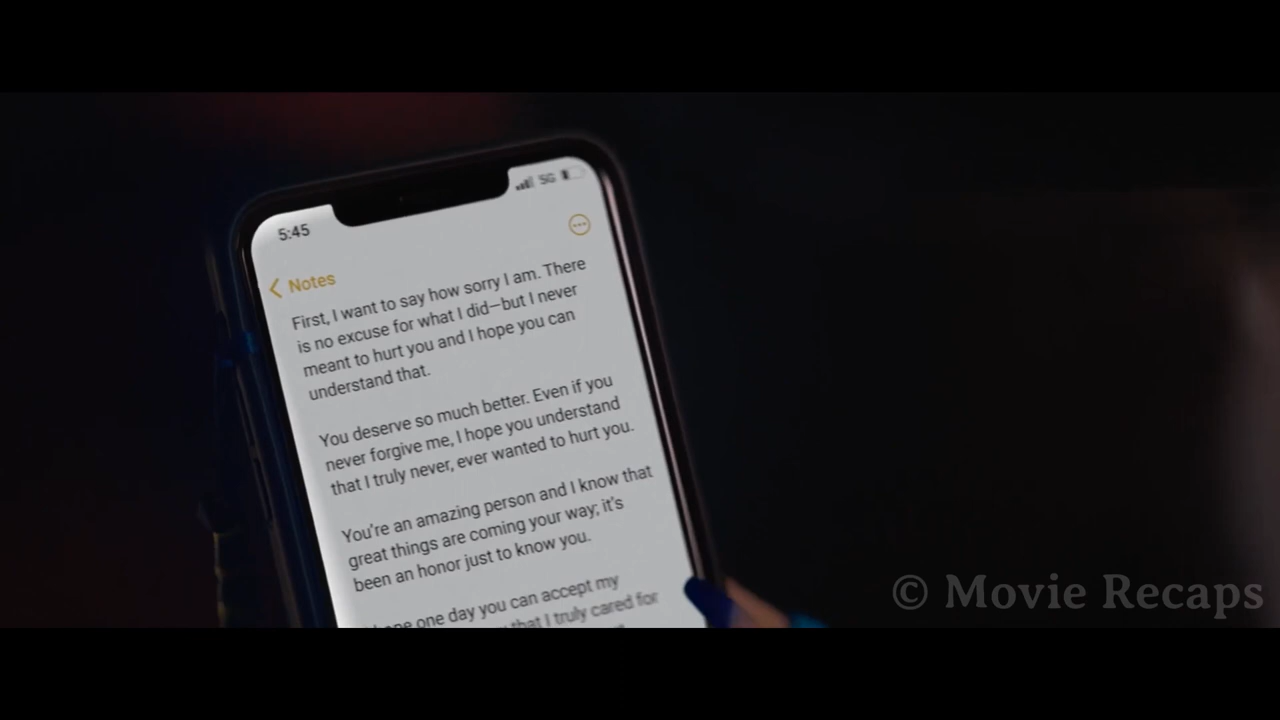 5:45
5G
Notes
First, I want to say how sorry I am. There
is no excuse for what I did—but I never
meant to hurt you and I hope you can
understand that.
You deserve so much better. Even if you
never forgive me, I hope you understand
that I truly never, ever wanted to hurt you.
You're an amazing person and I know that
great things are coming your way; it's
been an honor just to know you.
one day you can accept my
that I truly cared for
© Movie Recaps